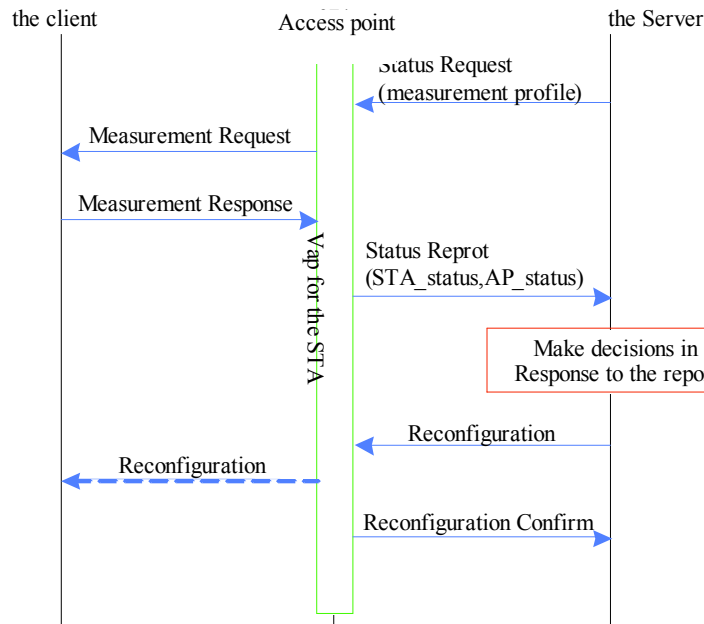 the client
Access point
the Server
Status Request
(measurement profile)
Measurement Request
Measurement Response
Vap for the STA
Status Reprot
(STA_status,AP_status)
Make decisions in
Response to the repo
Reconfiguration
Reconfiguration
Reconfiguration Confirm